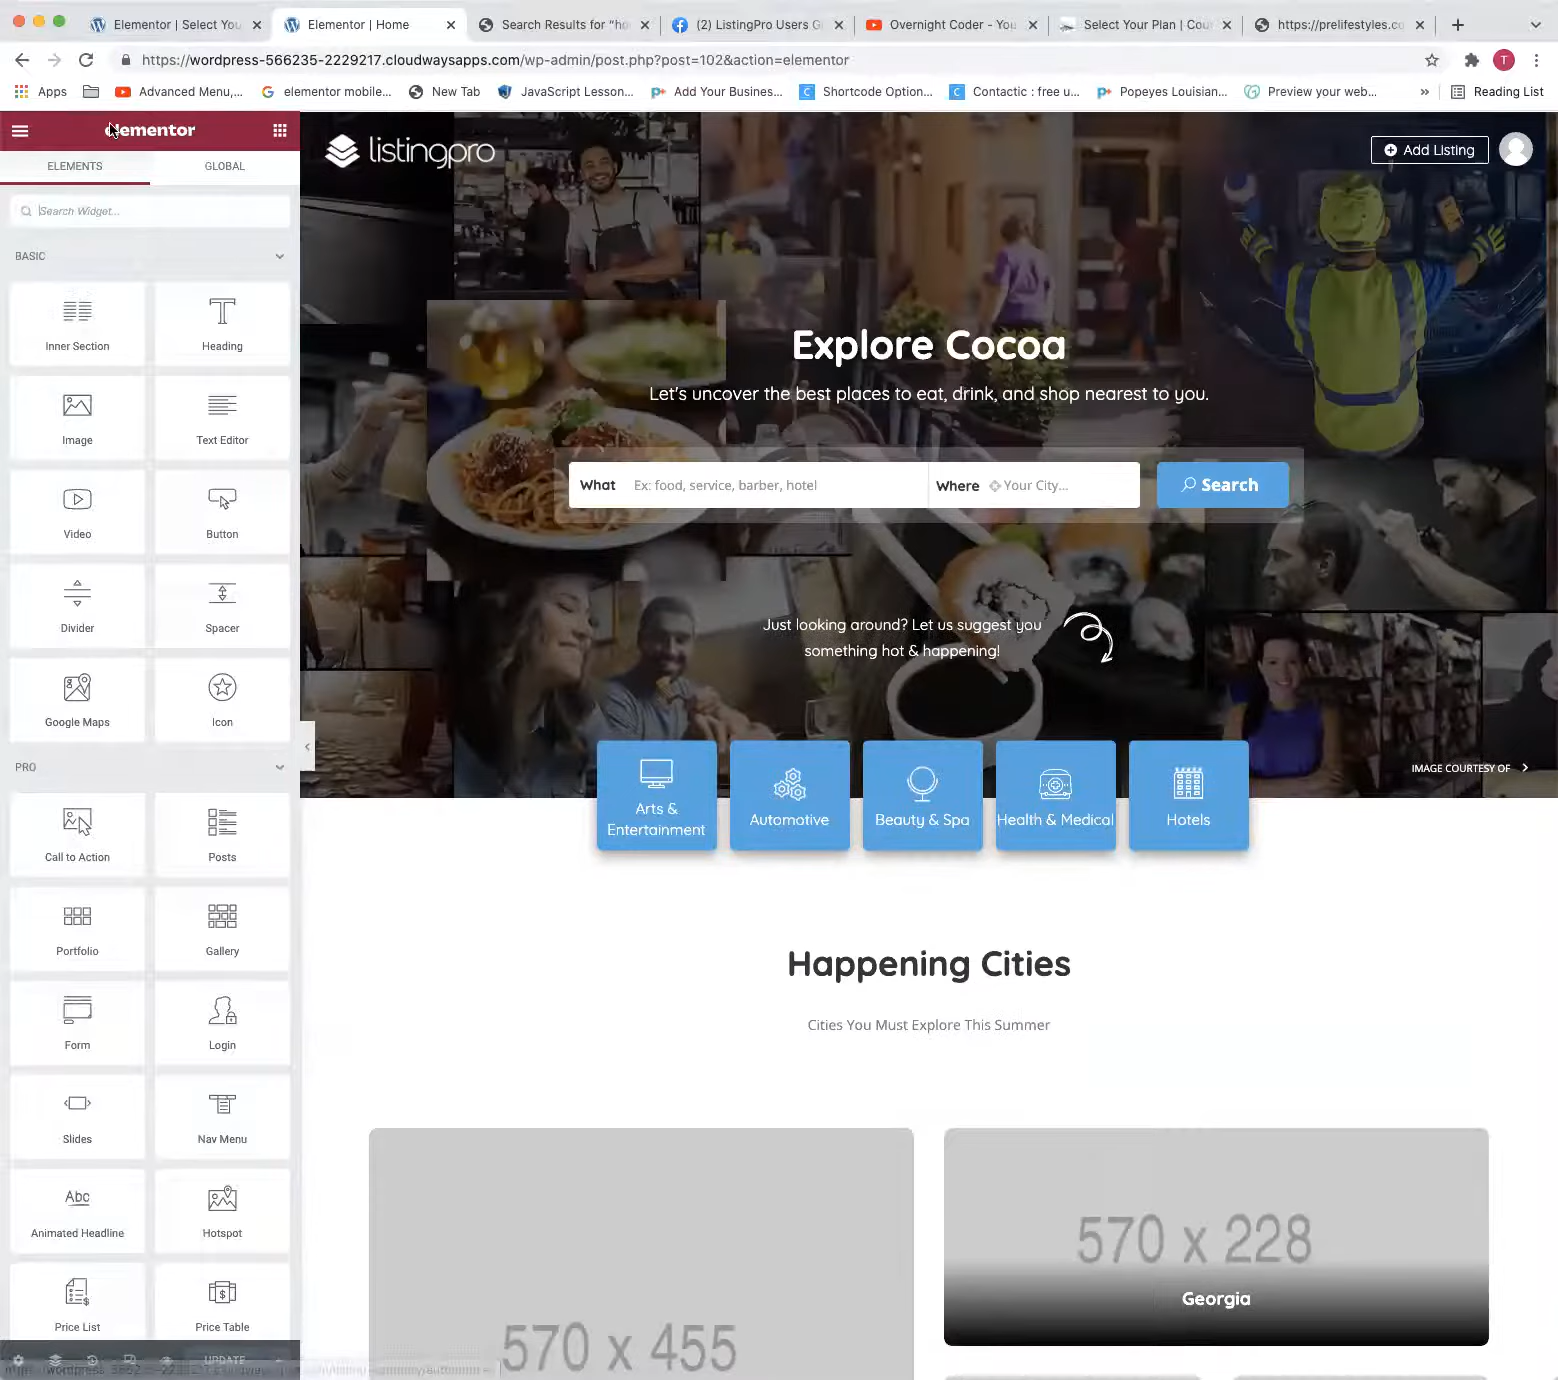 Elementor | Select You
Elementor | Home
Search Results for "ho
(2) ListingPro Users G
Overnight Coder - You
Select Your Plan | Cou
https://prelifestyles.co
https://wordpress-566235-2229217.cloudwaysapps.com/wp-admin/post.php?post=102&action=elementor
T
Apps
Advanced Menu,...
elementor mobile...
New Tab
JavaScript Lesson...
Add Your Busines...
Shortcode Option...
Contactic : free u...
Popeyes Louisian...
Preview your web...
»
Reading List
elementor
ELEMENTS
GLOBAL
Search Widget...
BASIC
Inner Section
Heading
Image
Text Editor
Video
Button
Divider
Spacer
Google Maps
Icon
PRO
Call to Action
Posts
Portfolio
Gallery
Form
Login
Slides
Nav Menu
Abc
Animated Headline
Hotspot
Price List
Price Table
UPDATE
listingpro
Add Listing
Explore Cocoa
Let's uncover the best places to eat, drink, and shop nearest to you.
What
Ex: food, service, barber, hotel
Where
Your City...
Search
Just looking around? Let us suggest you
something hot & happening!
IMAGE COURTESY OF
Arts &
Entertainment
Automotive
Beauty & Spa
Health & Medical
Hotels
Happening Cities
Cities You Must Explore This Summer
570 x 455
570 x 228
Georgia